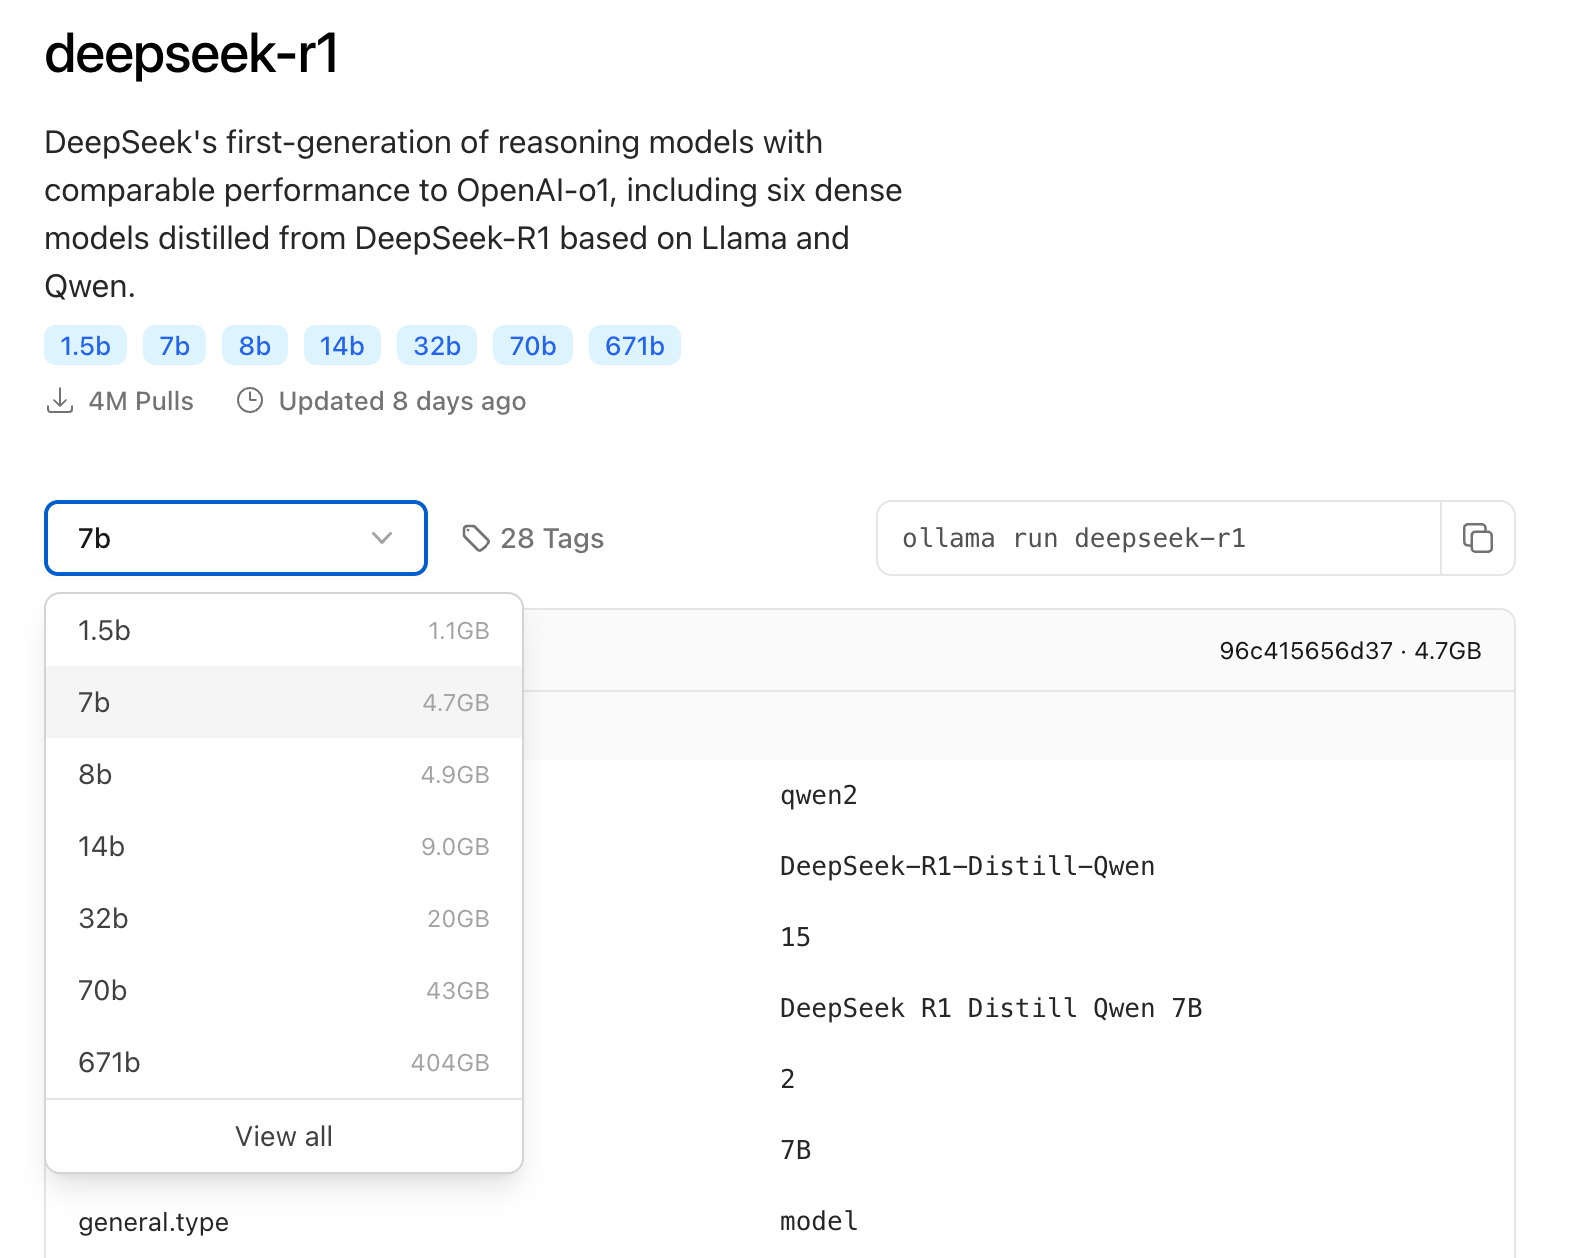 deepseek-r1
DeepSeek's first-generation of reasoning models with
comparable performance to OpenAI-o1, including six dense
models distilled from DeepSeek-R1 based on Llama and
Qwen.
1.5b 7b 8b 14b 32b 70b 671b
4M Pulls Updated 8 days ago
7b 28 Tags ollama run deepseek-r1
1.5b 1.1GB
7b 4.7GB
8b 4.9GB
14b 9.0GB
32b 20GB
70b 43GB
671b 404GB
View all
96c415656d37 · 4.7GB
qwen2
DeepSeek-R1-Distill-Qwen
15
DeepSeek R1 Distill Qwen 7B
2
7B
general.type model